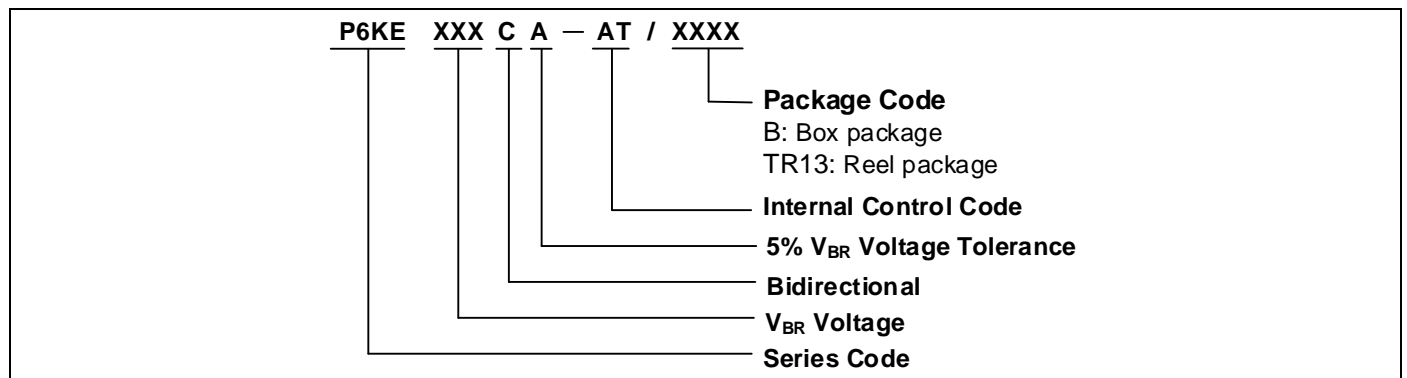 P6KE XXX C A — AT / XXXX
Package Code
B: Box package
TR13: Reel package
Internal Control Code
5% VBR Voltage Tolerance
Bidirectional
VBR Voltage
Series Code